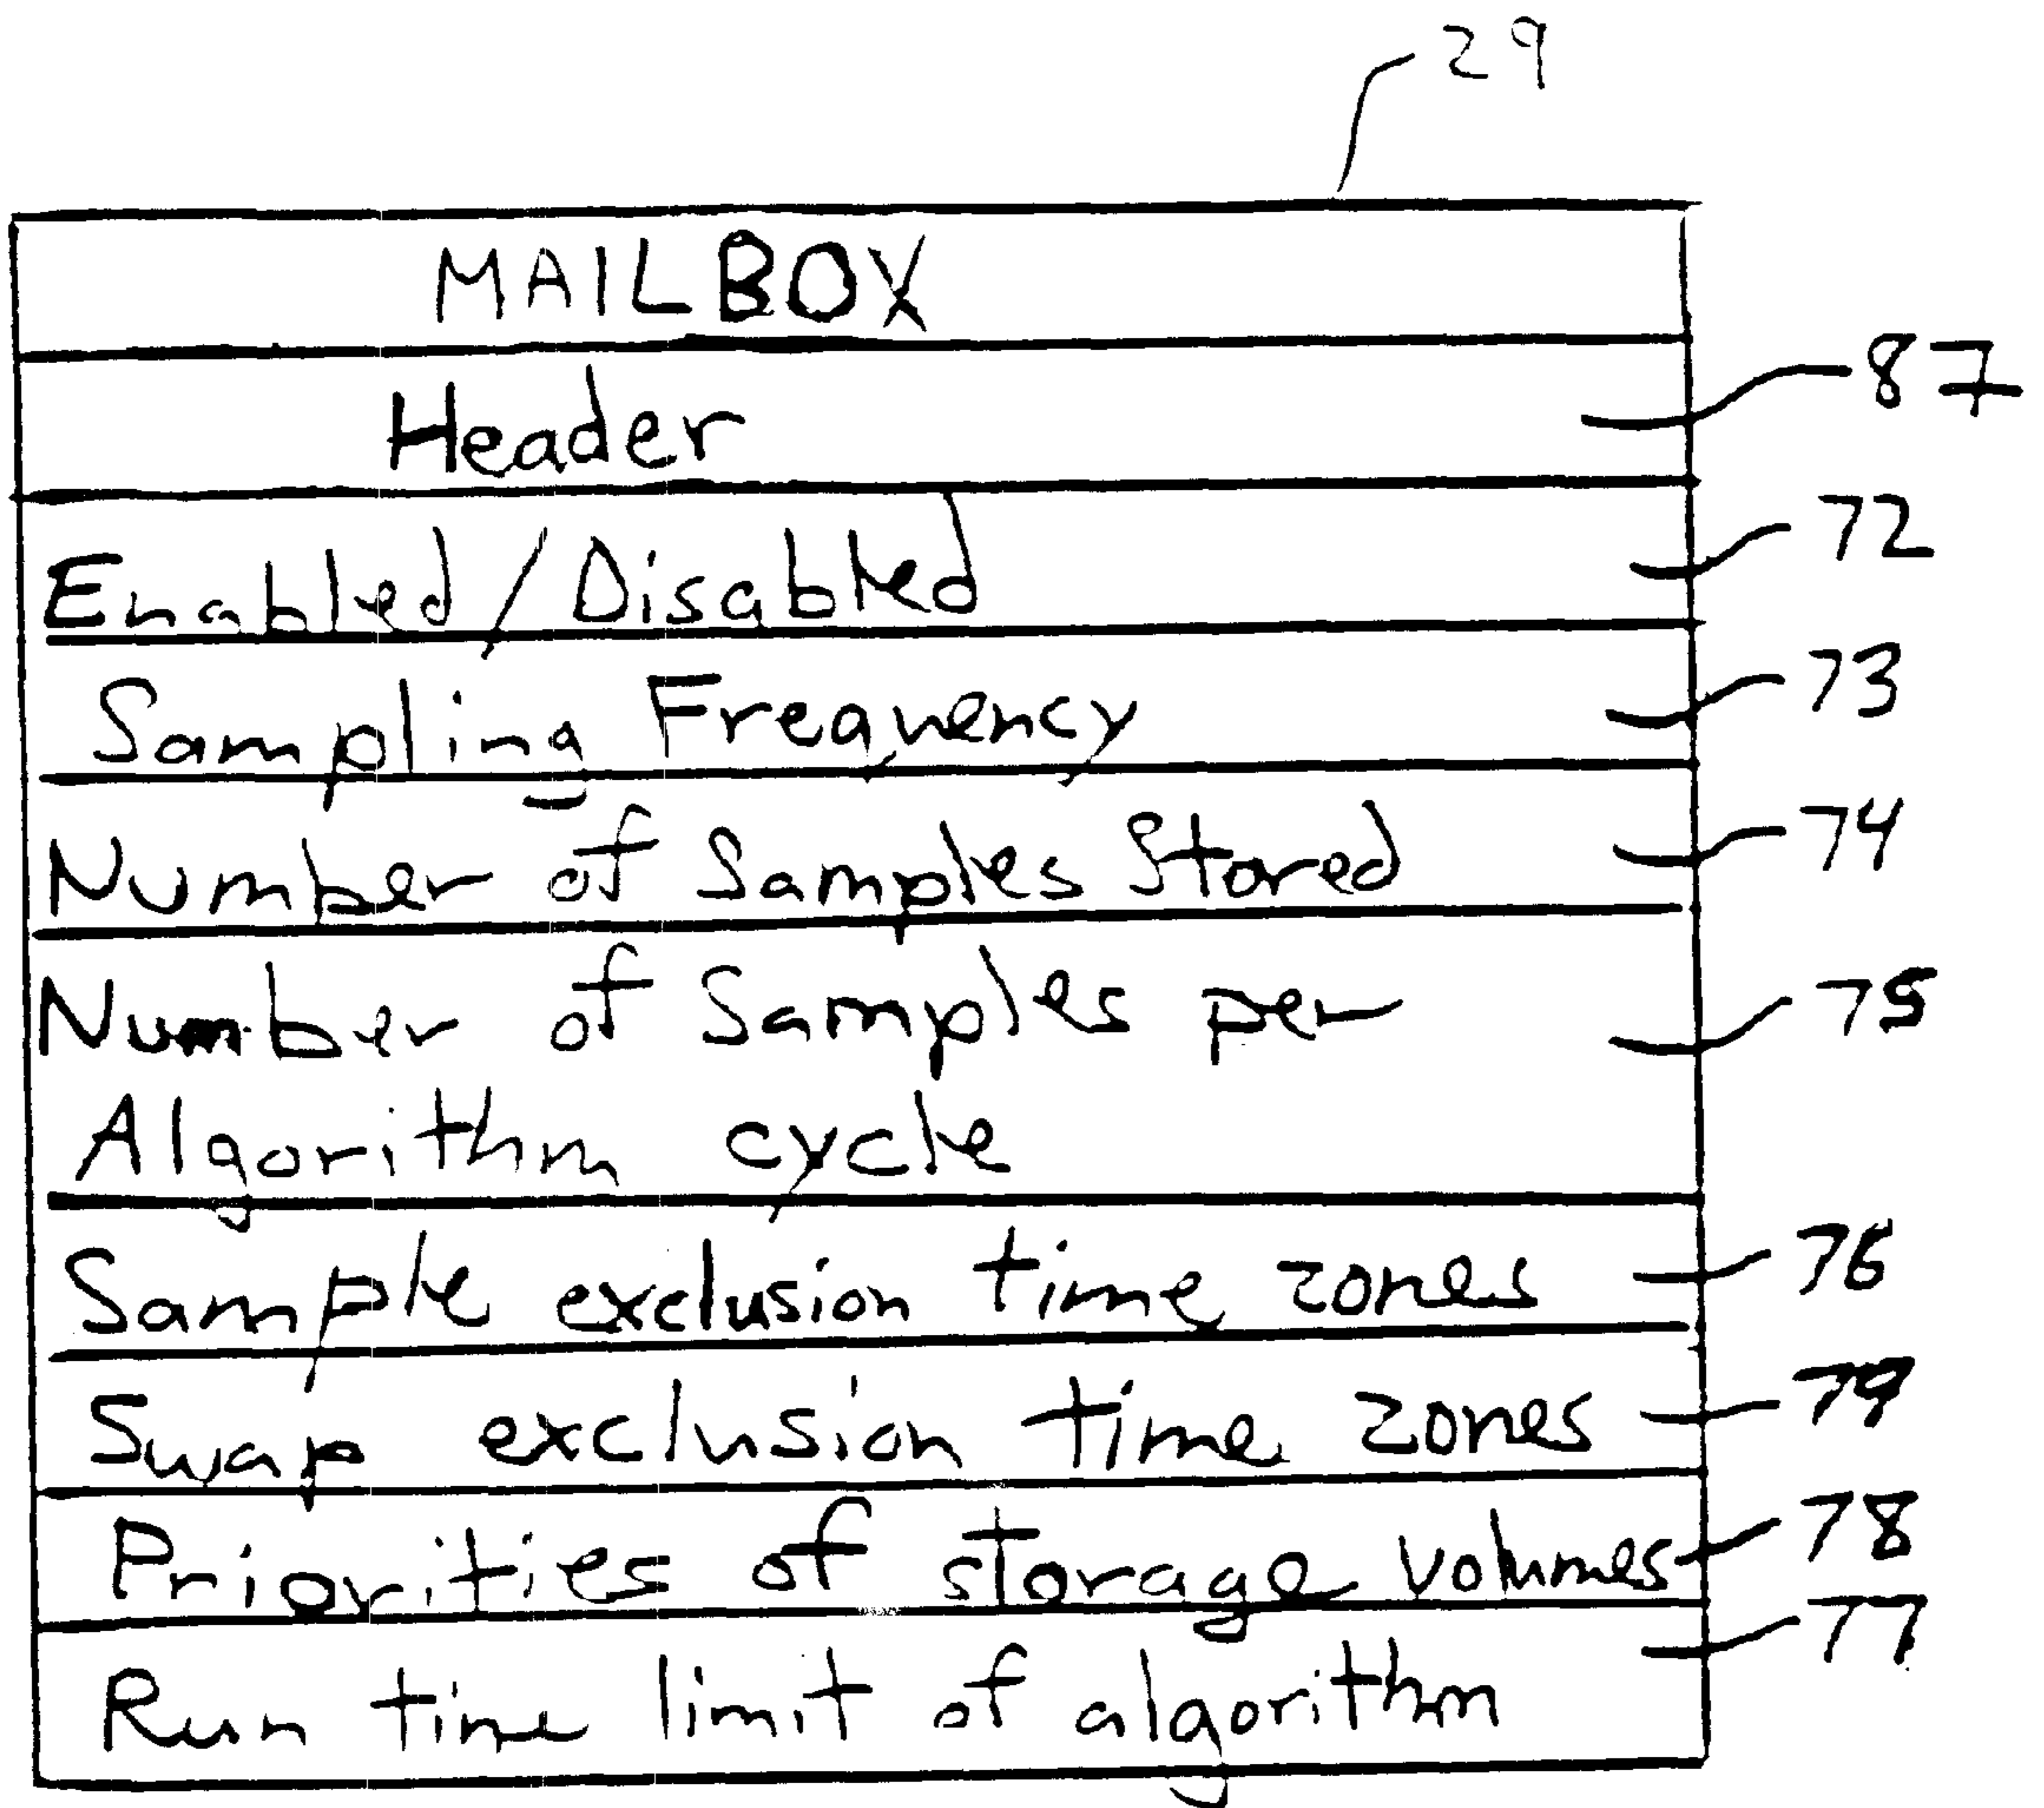 29
MAILBOX
Header 87
Enabled/Disabled 72
Sampling Frequency 73
Number of Samples Stored 74
Number of Samples per 75
Algorithm cycle
Sample exclusion time zones 76
Swap exclusion time zones 79
Priorities of storage volumes 78
Run time limit of algorithm 77